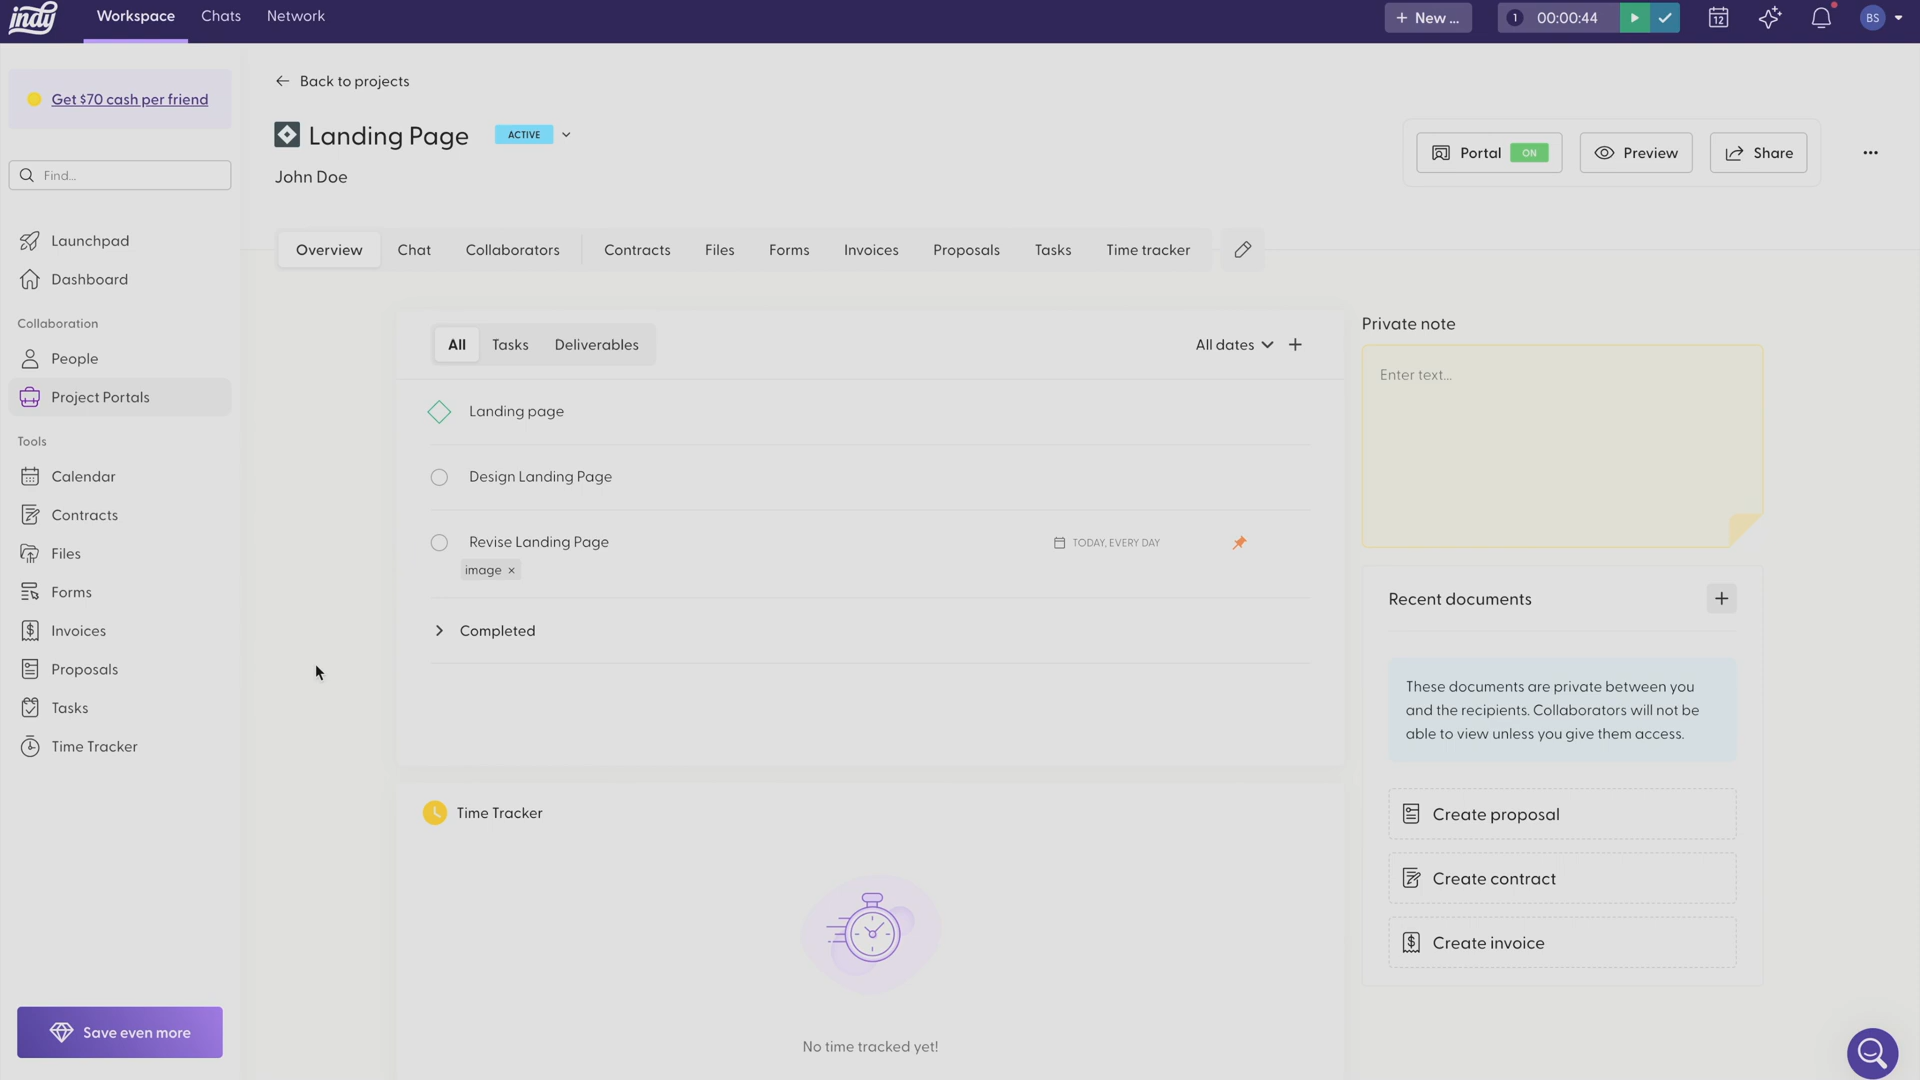 indy
Workspace
Chats
Network
+ New ...
1
00:00:44
12
BS
Get $70 cash per friend
Find...
Launchpad
Dashboard
Collaboration
People
Project Portals
Tools
Calendar
Contracts
Files
Forms
Invoices
Proposals
Tasks
Time Tracker
Save even more
Back to projects
Landing Page
ACTIVE
John Doe
Portal
ON
Preview
Share
Overview
Chat
Collaborators
Contracts
Files
Forms
Invoices
Proposals
Tasks
Time tracker
All
Tasks
Deliverables
All dates
Landing page
Design Landing Page
Revise Landing Page
TODAY, EVERY DAY
image ×
Completed
Time Tracker
No time tracked yet!
Private note
Enter text...
Recent documents
These documents are private between you
and the recipients. Collaborators will not be
able to view unless you give them access.
Create proposal
Create contract
Create invoice